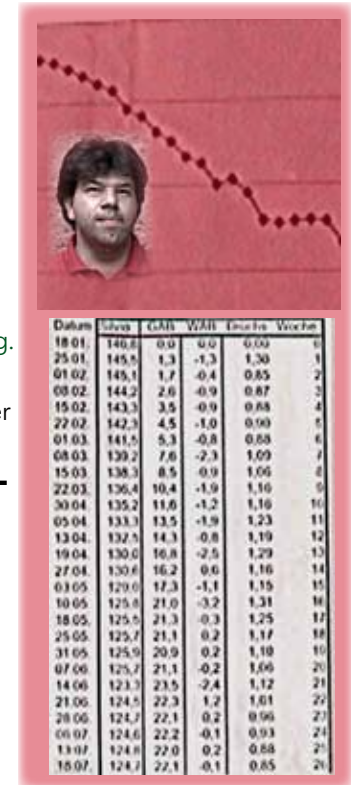 g.
er
-
Datum GAB WAB Woche
18.01. 146,8 0,0 0,0 0,00 0
25.01. 145,5 1,3 -1,3 1,30 1
01.02. 145,1 1,7 -0,4 0,85 2
08.02. 144,2 2,6 -0,9 0,87 3
15.02. 143,3 3,5 -0,9 0,88 4
22.02. 142,3 4,5 -1,0 0,90 5
01.03. 141,5 5,3 -0,8 0,88 6
08.03. 139,2 7,6 -2,3 1,09 7
15.03. 138,3 8,5 -0,9 1,06 8
22.03. 136,4 10,4 -1,9 1,16 9
30.04. 135,2 11,6 -1,2 1,16 10
05.04. 133,3 13,5 -1,9 1,23 11
13.04. 132,5 14,3 -0,8 1,19 12
19.04. 130,0 16,8 -2,5 1,29 13
27.04. 130,6 16,2 0,6 1,16 14
03.05. 17,3 -1,1 1,15 15
10.05. 125,8 21,0 -3,2 1,31 16
18.05. 125,5 21,3 -0,3 1,25 17
25.05. 125,7 21,1 0,2 1,17 18
31.05. 125,9 20,9 0,2 1,10 19
07.06. 125,7 21,1 -0,2 1,06 20
14.06. 123,3 23,5 -2,4 1,12 21
21.06. 124,5 22,3 1,2 1,01 22
28.06. 124,7 22,1 0,2 0,96 23
06.07. 124,6 22,2 -0,1 0,93 24
13.07. 124,8 22,0 0,2 0,88 25
18.07. 124,7 22,1 -0,1 0,85 26